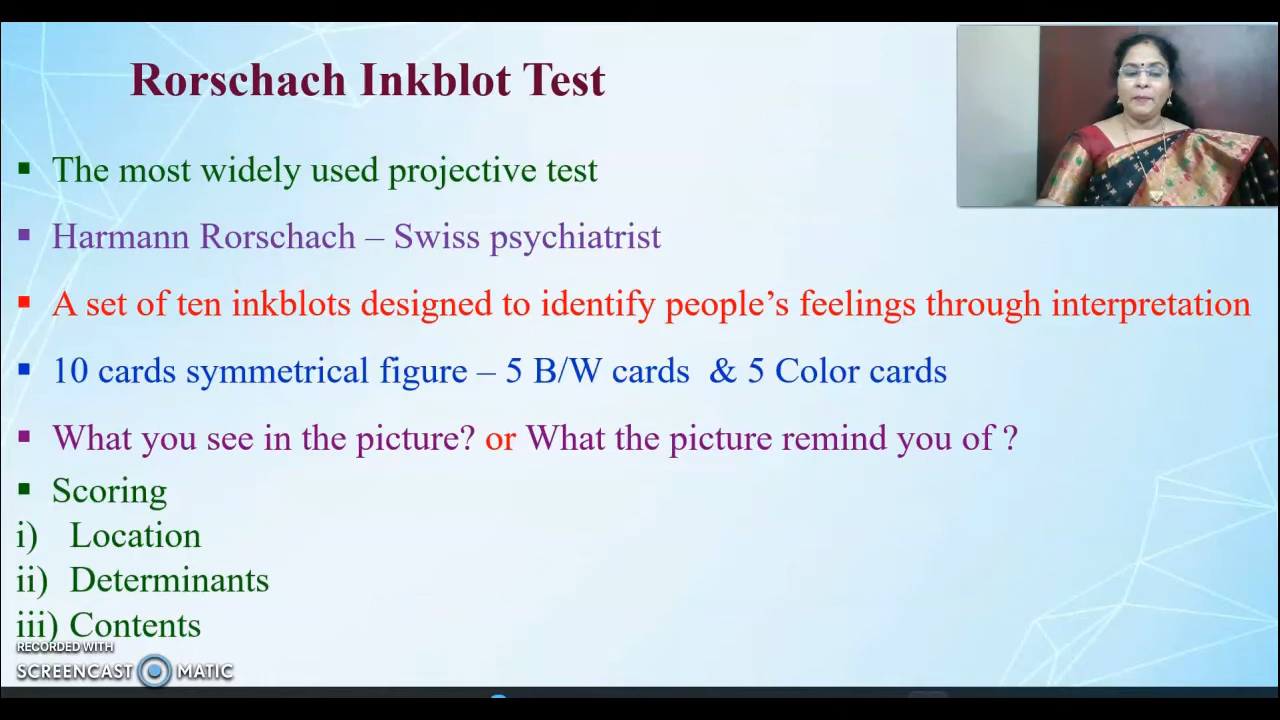 Rorschach Inkblot Test
▪ The most widely used projective test
▪ Harmann Rorschach – Swiss psychiatrist
▪ A set of ten inkblots designed to identify people’s feelings through interpretation
▪ 10 cards symmetrical figure – 5 B/W cards & 5 Color cards
▪ What you see in the picture? or What the picture remind you of ?
▪ Scoring
i) Location
ii) Determinants
iii) Contents
RECORDED WITH
SCREENCAST MATIC